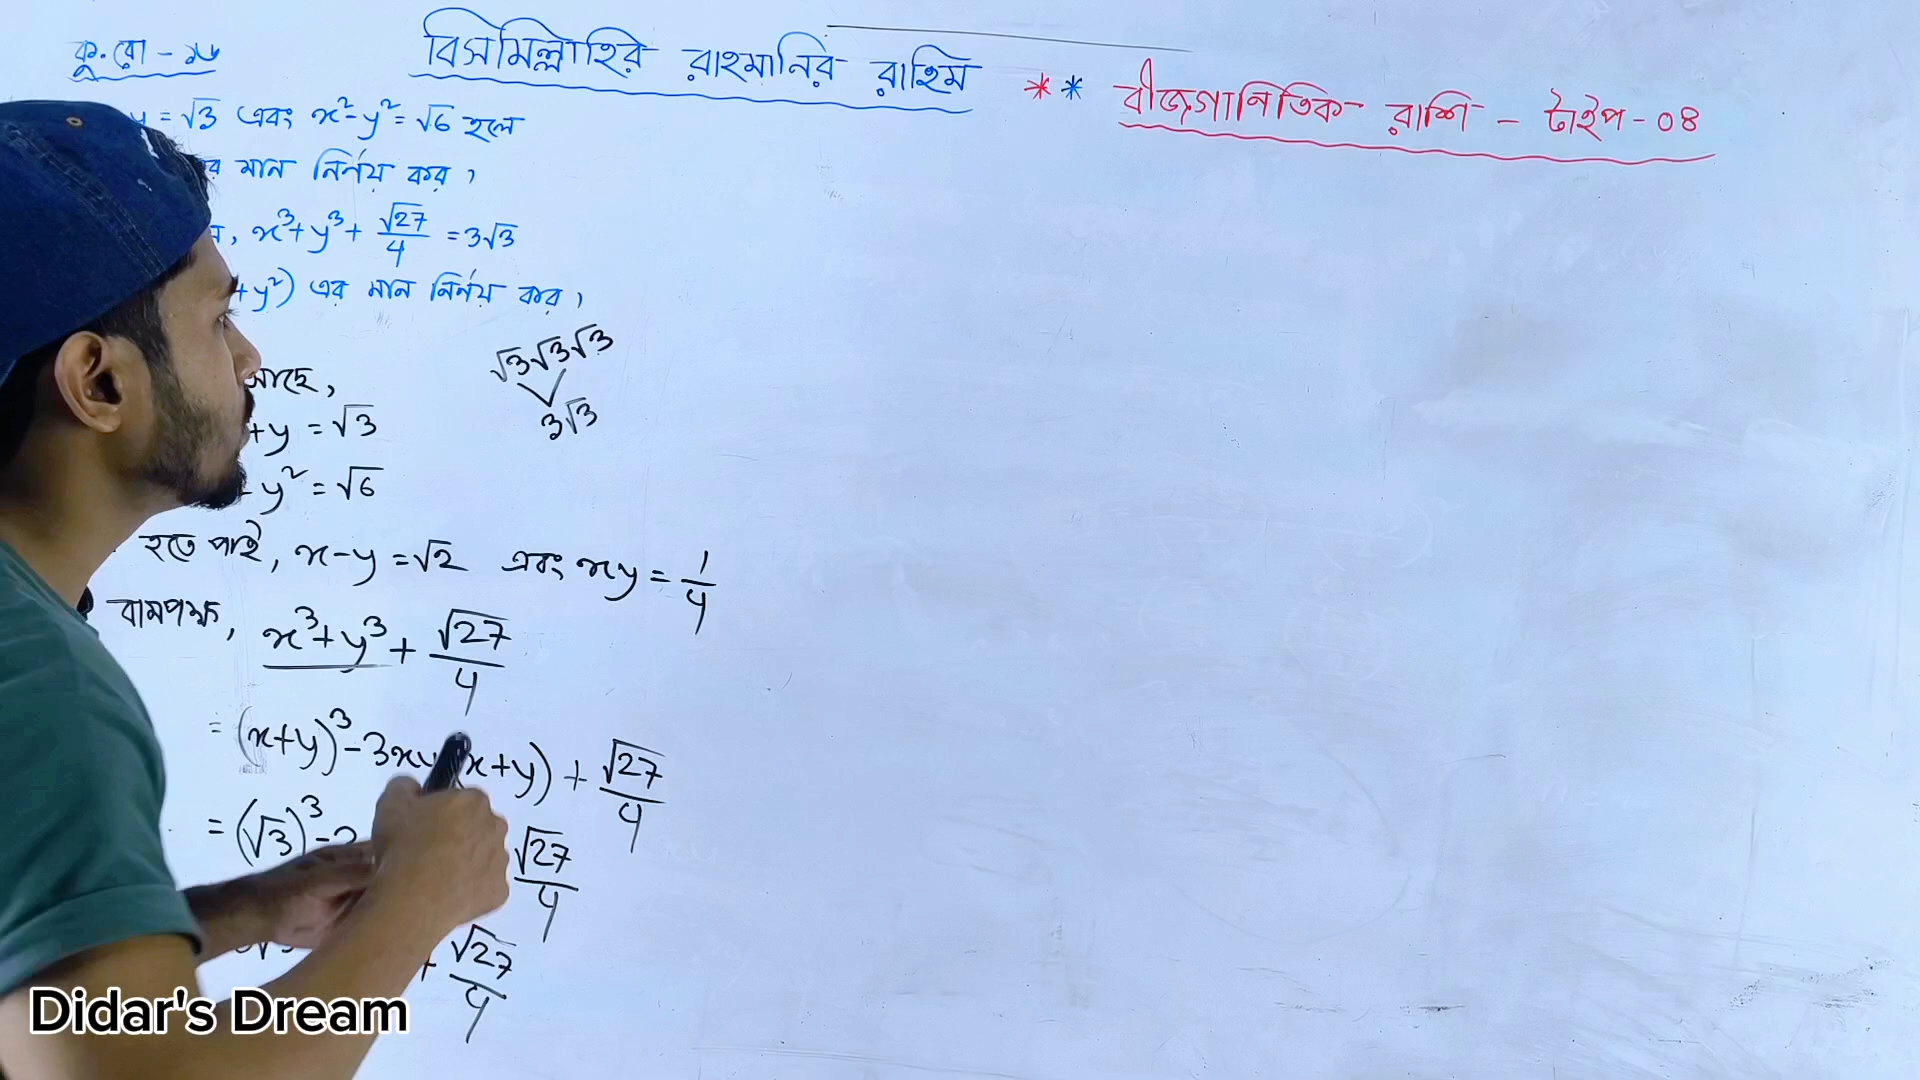 কু.বো - ১৬
বিসমিল্লাহির রাহমানির রাহিম ** বীজগাণিতিক রাশি - টাইপ - ০৪
y = √3 এবং x² - y² = √6 হলে
র মান নির্ণয় কর।
, x³ + y³ + √27/4 = 3√3
+ y²) এর মান নির্ণয় কর।
√3 √3 √3
3√3
আছে,
+ y = √3
- y² = √6
হতে পাই, x - y = √2 এবং xy = 1/4
বামপক্ষ, x³ + y³ + √27/4
= (x+y)³ - 3xy(x+y) + √27/4
= (√3)³ - 3 √27/4
+ √27/4
Didar's Dream